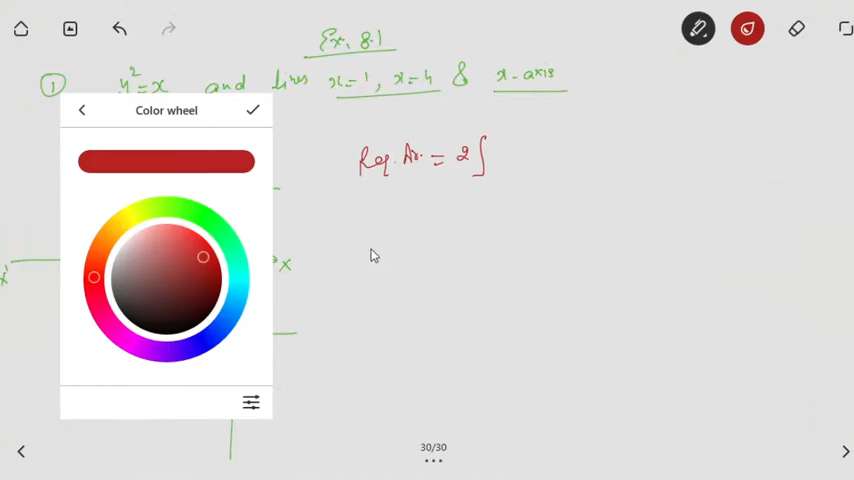 Ex. 8.1
① y²=x and lines x=1, x=4 & x-axis
Color wheel
Req. Ar. = 2∫
x'
x
30/30